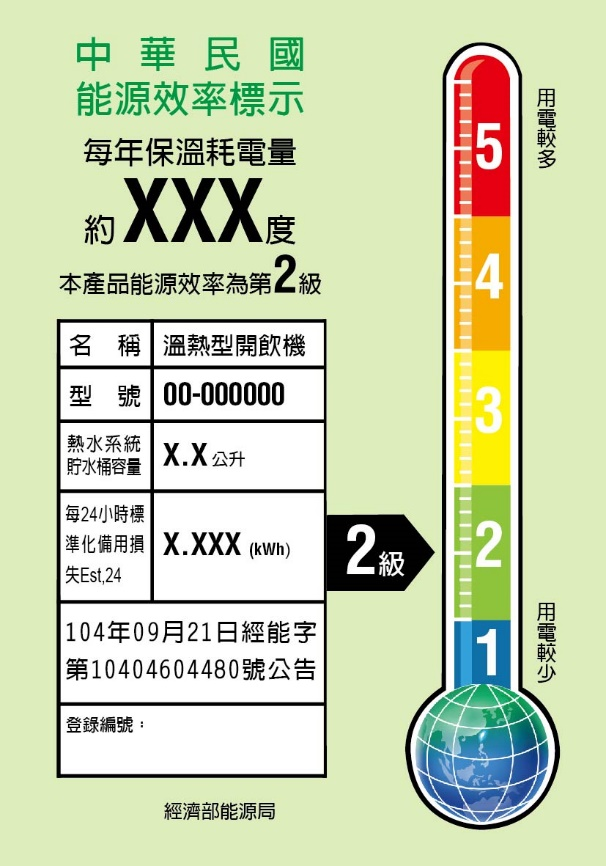 中華民國
能源效率標示
每年保溫耗電量
約XXX度
本產品能源效率為第2級
名稱 溫熱型開飲機
型號 00-000000
熱水系統
貯水桶容量
X.X公升
每24小時標
準化備用損
失Est,24
X.XXX (kWh)
104年09月21日經能字
第10404604480號公告
登錄編號：
經濟部能源局
2級
用電較多
5
4
3
2
1
用電較少